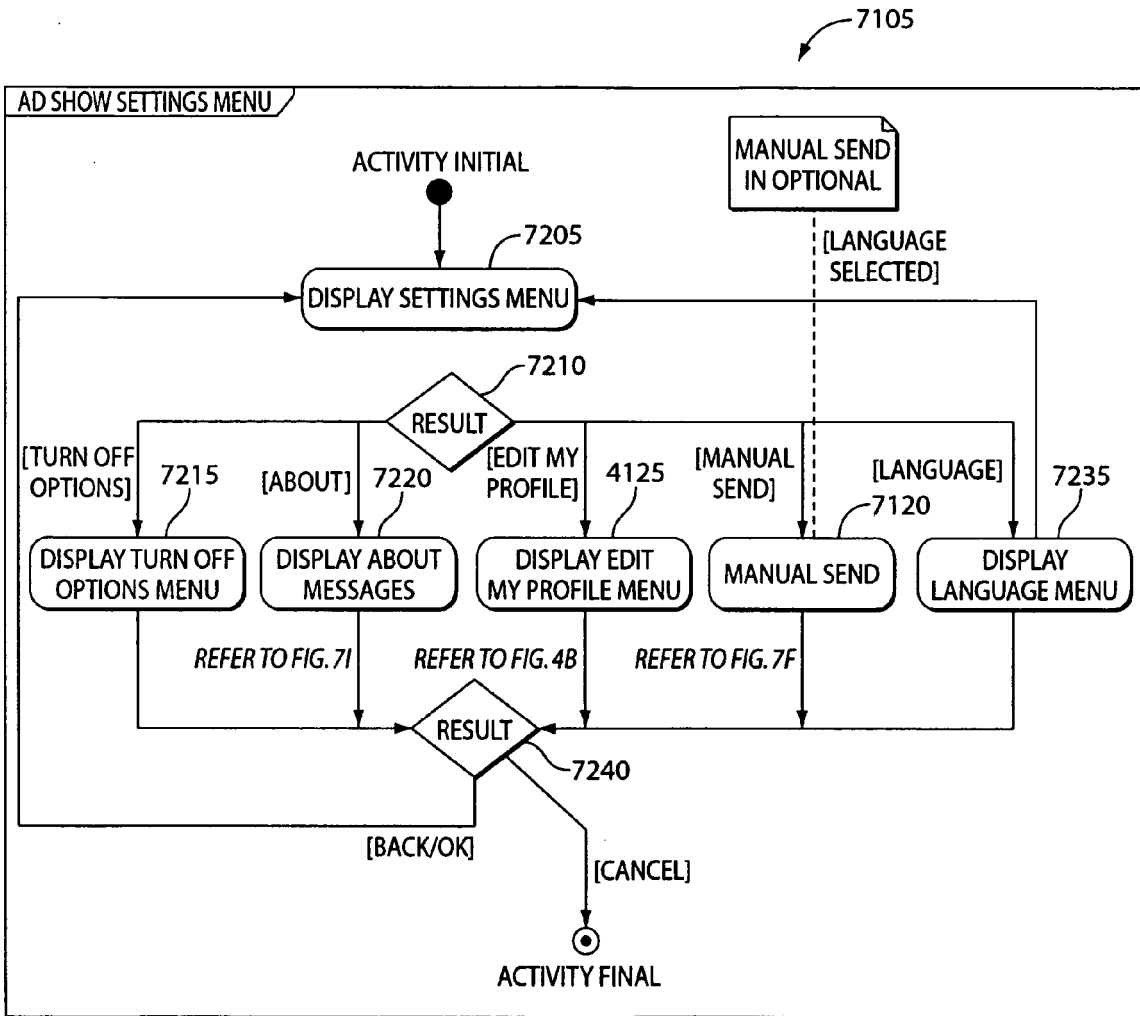 7105
AD SHOW SETTINGS MENU
MANUAL SEND
IN OPTIONAL
ACTIVITY INITIAL
7205
[LANGUAGE
SELECTED]
DISPLAY SETTINGS MENU
7210
RESULT
[TURN OFF
OPTIONS]
7215
[ABOUT]
7220
[EDIT MY
PROFILE]
4125
[MANUAL
SEND]
7120
[LANGUAGE]
7235
DISPLAY TURN OFF
OPTIONS MENU
DISPLAY ABOUT
MESSAGES
DISPLAY EDIT
MY PROFILE MENU
MANUAL SEND
DISPLAY
LANGUAGE MENU
REFER TO FIG. 7I
REFER TO FIG. 4B
REFER TO FIG. 7F
RESULT
7240
[BACK/OK]
[CANCEL]
ACTIVITY FINAL